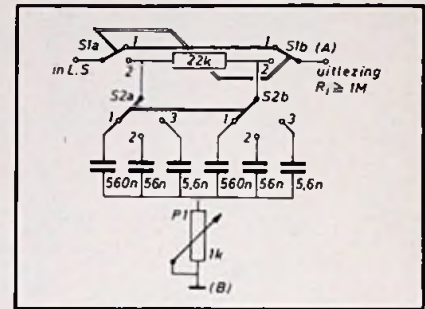 S1a 1 1 S1b (A)
in L.S 2 22k 2 uitlezing
Ri ≥ 1M
S2a S2b
1 3 1 3
2 2
560n 56n 5,6n 560n 56n 5,6n
P1
1k
(B)